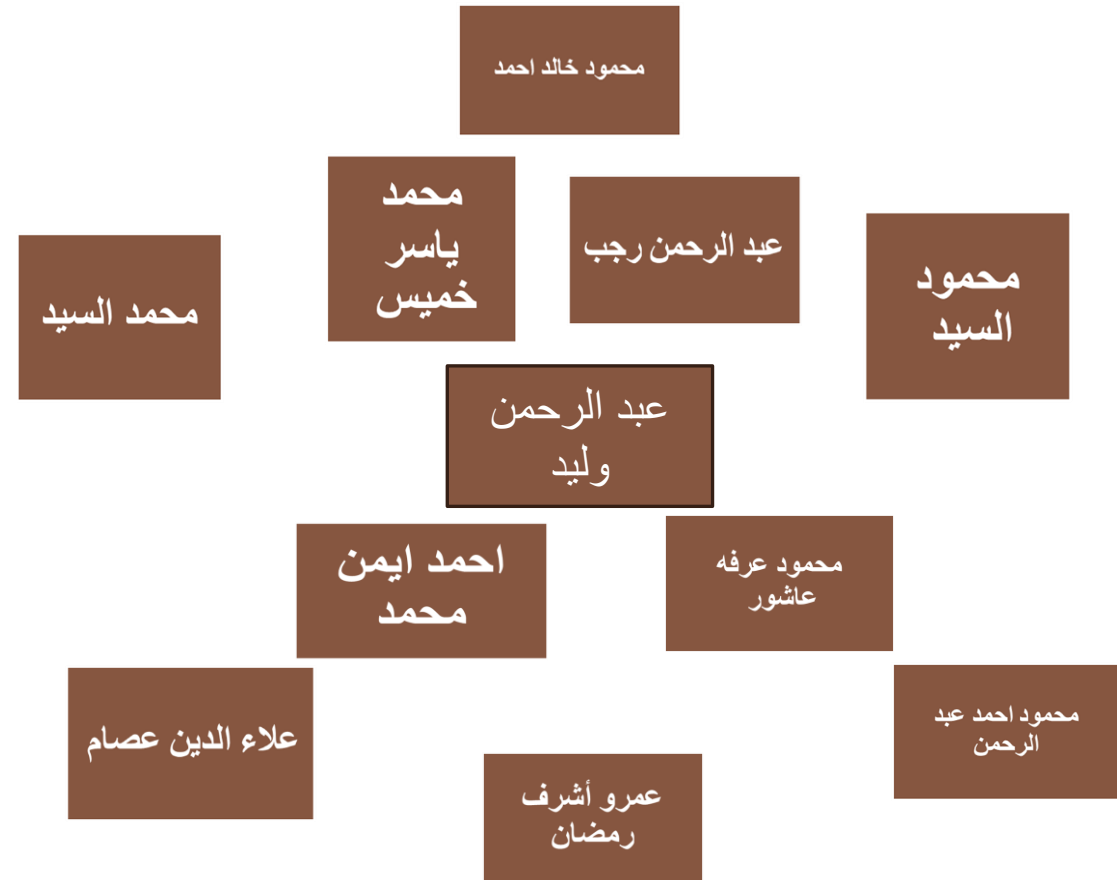 محمود خالد احمد
محمد
ياسر
خميس
عبد الرحمن رجب
محمود
السيد
محمد السيد
عبد الرحمن
وليد
احمد ايمن
محمد
محمود عرفه
عاشور
علاء الدين عصام
محمود احمد عبد
الرحمن
عمرو أشرف
رمضان